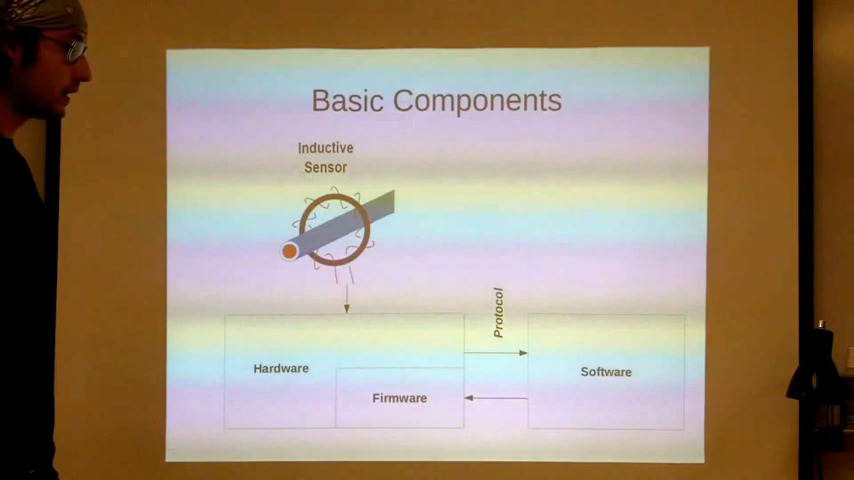 Basic Components
Inductive
Sensor
Protocol
Hardware
Software
Firmware